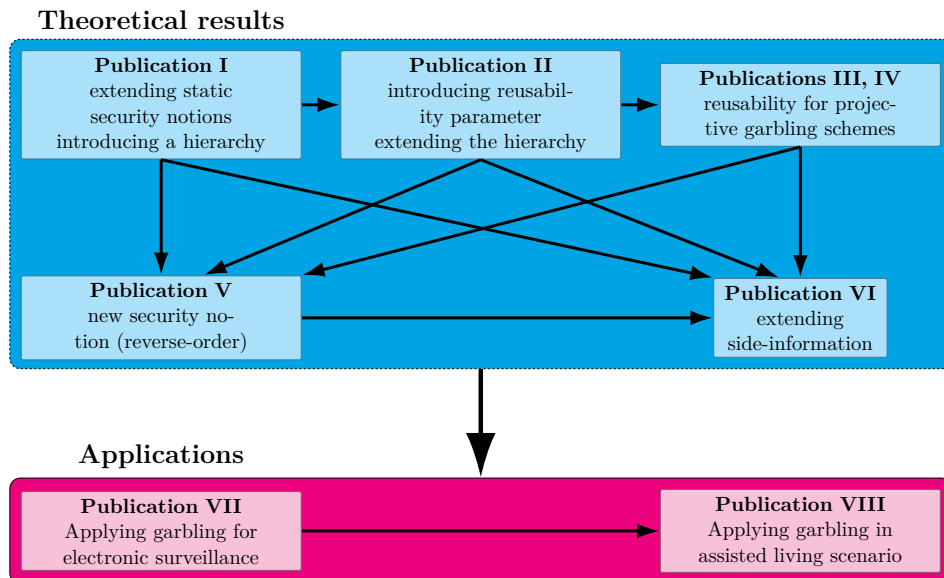 Theoretical results
Publication I
extending static
security notions
introducing a hierarchy
Publication II
introducing reusabil-
ity parameter
extending the hierarchy
Publications III, IV
reusability for projec-
tive garbling schemes
Publication V
new security no-
tion (reverse-order)
Publication VI
extending
side-information
Applications
Publication VII
Applying garbling for
electronic surveillance
Publication VIII
Applying garbling in
assisted living scenario